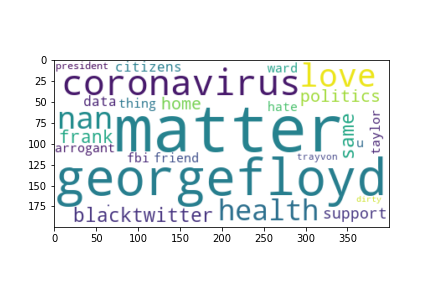 0
25
50
75
100
125
150
175
president citizens ward love
coronavirus
politics
data thing home hate
nan matter same u taylor
frank
arrogant fbi friend trayvon
georgefloyd
dirty
blacktwitter health support
0 50 100 150 200 250 300 350